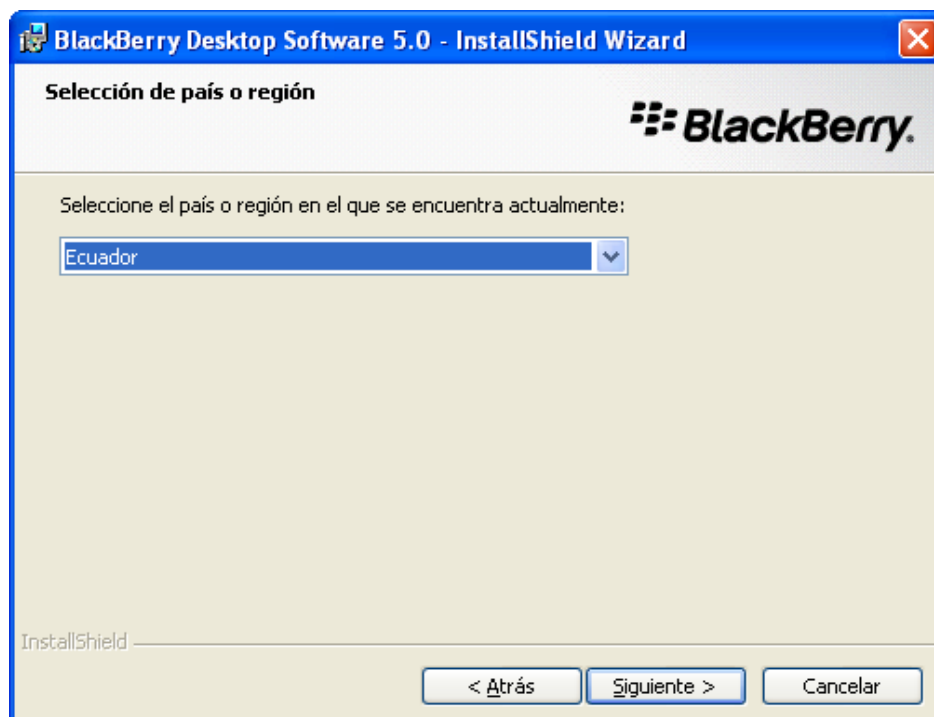 BlackBerry Desktop Software 5.0 - InstallShield Wizard
Selección de país o región
BlackBerry.
Seleccione el país o región en el que se encuentra actualmente:
Ecuador
InstallShield
< Atrás
Siguiente >
Cancelar